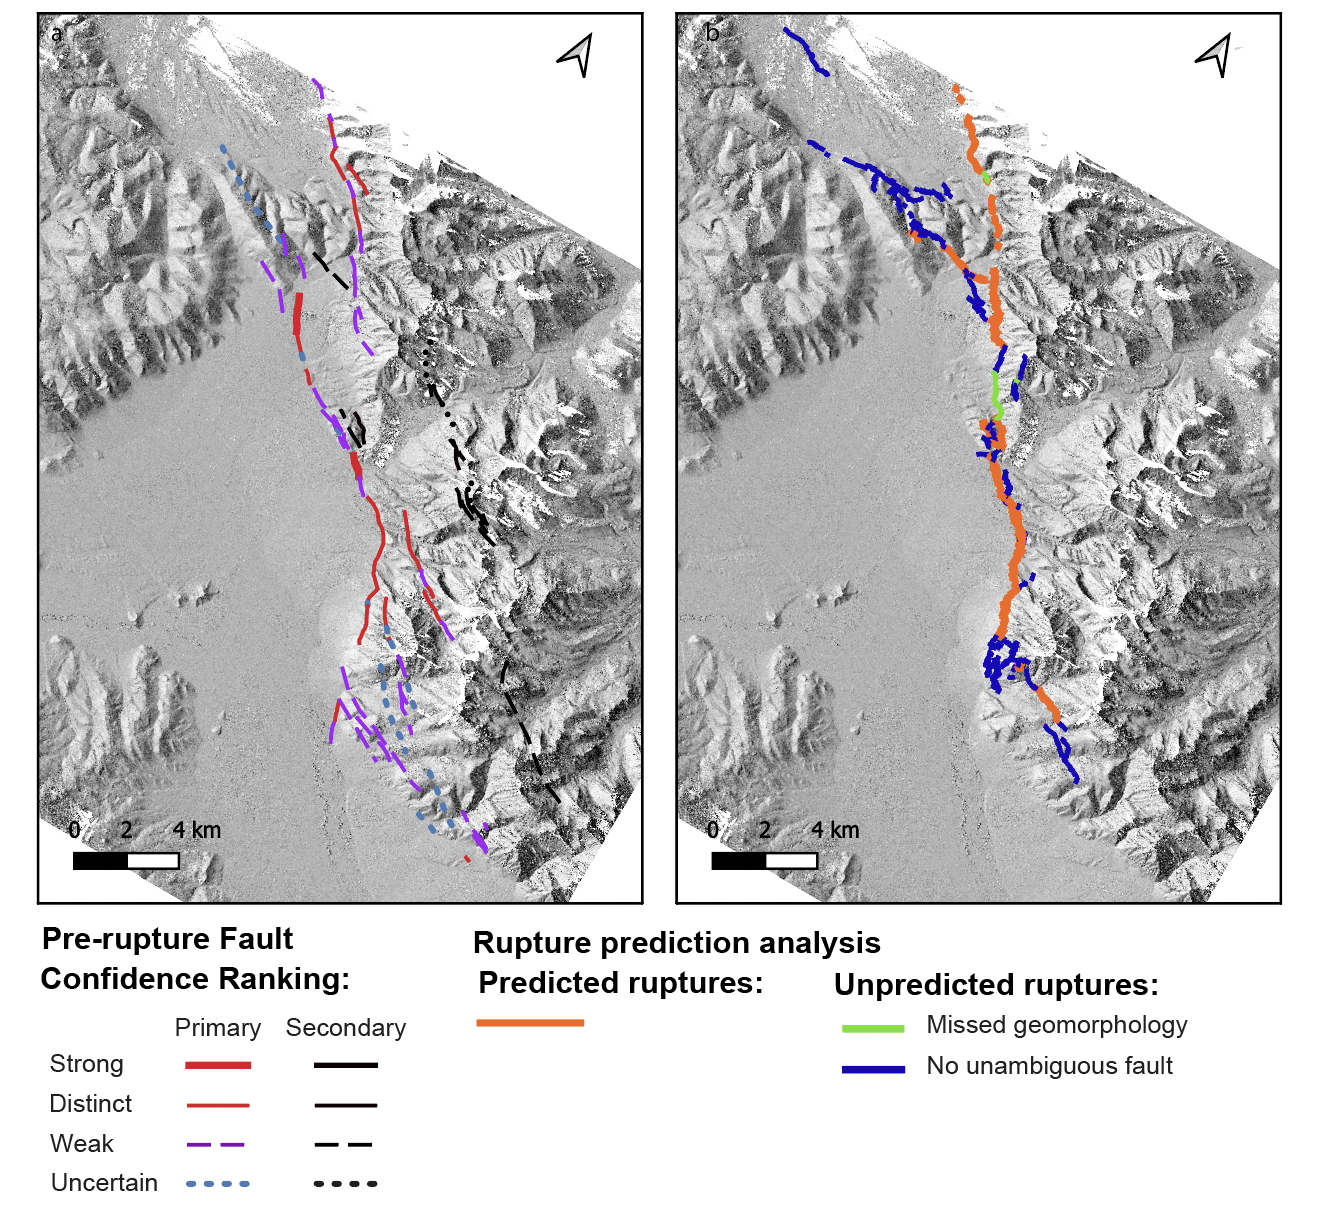 a
b
0 2 4 km
0 2 4 km
Pre-rupture Fault
Confidence Ranking:
Primary Secondary
Strong
Distinct
Weak
Uncertain
Rupture prediction analysis
Predicted ruptures:
Unpredicted ruptures:
Missed geomorphology
No unambiguous fault